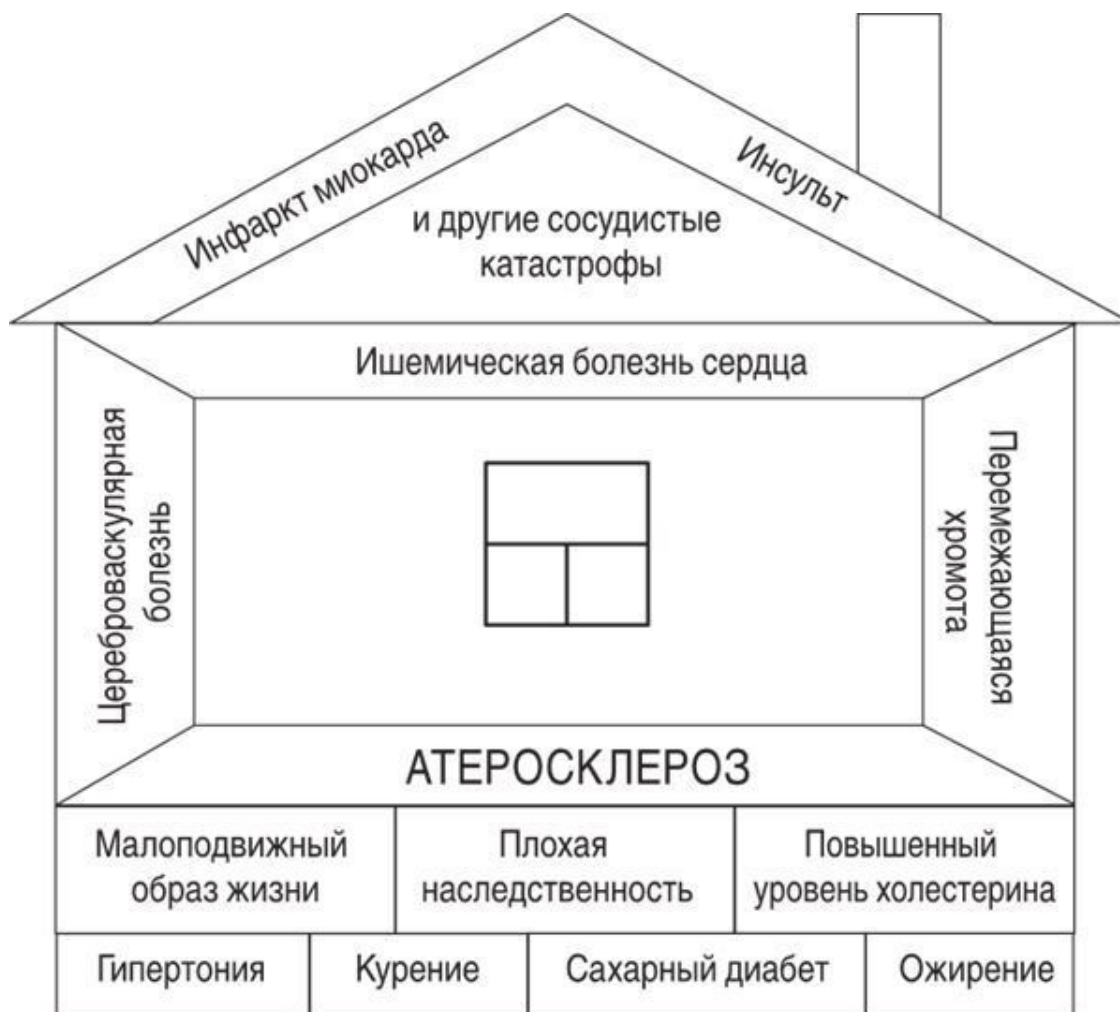 Инфаркт миокарда
Инсульт
и другие сосудистые
катастрофы
Ишемическая болезнь сердца
Цереброваскулярная
болезнь
Перемежающаяся
хромота
АТЕРОСКЛЕРОЗ
Малоподвижный
образ жизни
Плохая
наследственность
Повышенный
уровень холестерина
Гипертония
Курение
Сахарный диабет
Ожирение